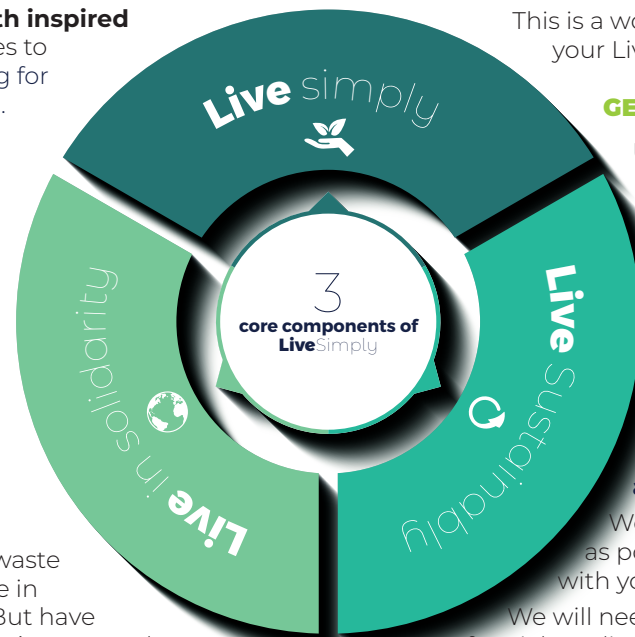 th inspired
es to
g for
.
This is a wo
your Liv
GE
Live simply
3
core components of
LiveSimply
Live Sustainably
Live in solidarity
waste
e in
But have
We
as pe
with yo
We will nee